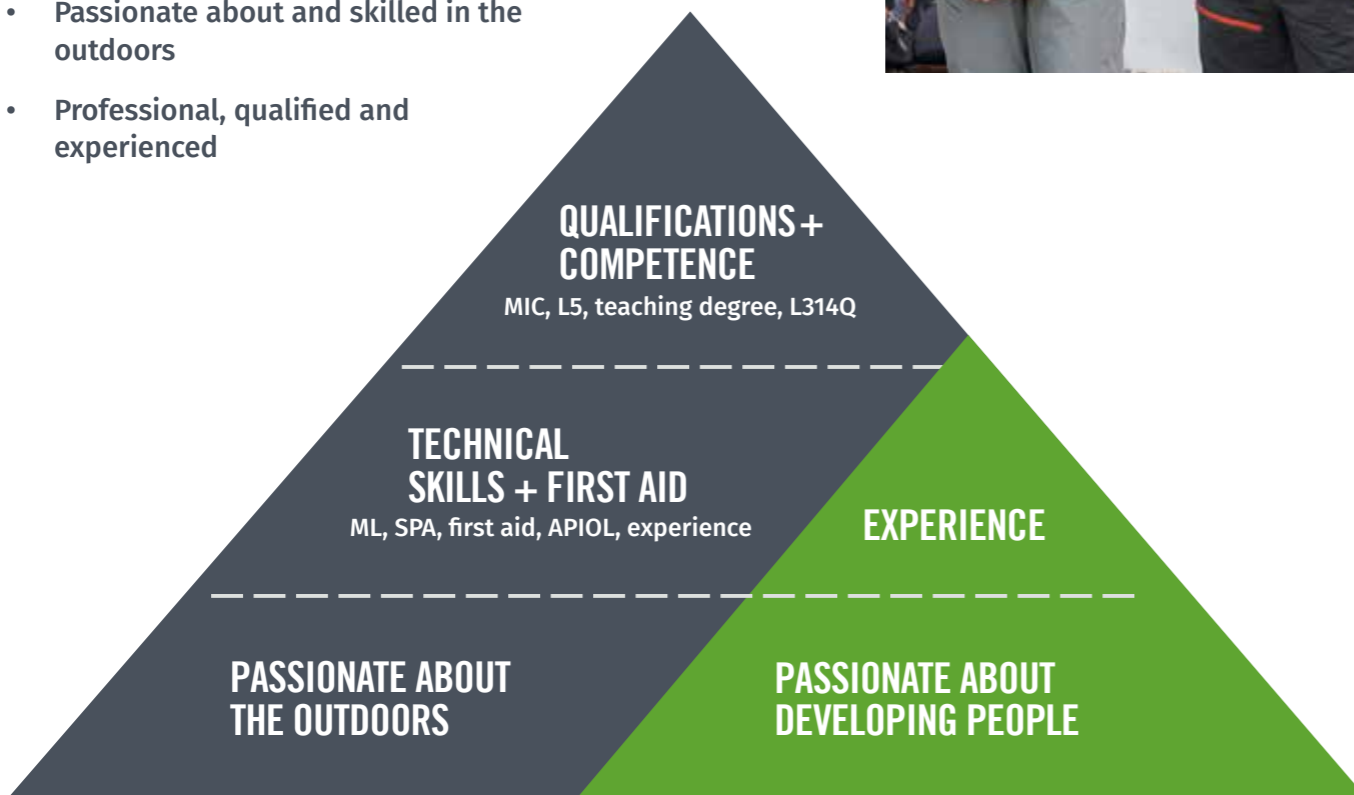 • Passionate about and skilled in the
outdoors
• Professional, qualified and
experienced
QUALIFICATIONS+
COMPETENCE
MIC, L5, teaching degree, L314Q
TECHNICAL
SKILLS + FIRST AID
ML, SPA, first aid, APIOL, experience
EXPERIENCE
PASSIONATE ABOUT
THE OUTDOORS
PASSIONATE ABOUT
DEVELOPING PEOPLE